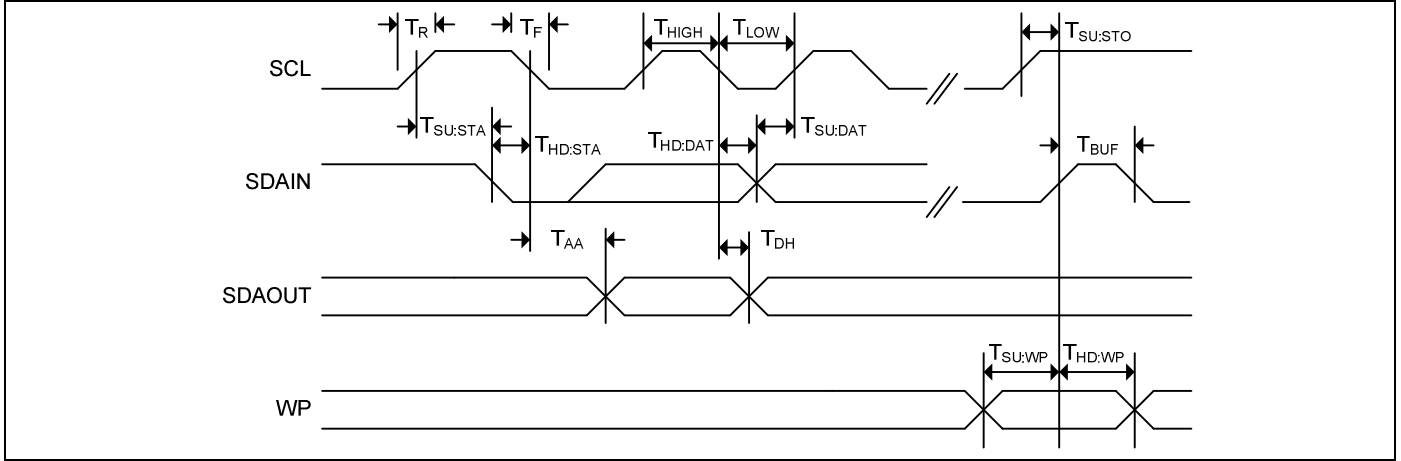 TR TF THIGH TLOW TSU:STO
SCL
TSU:STA THD:STA THD:DAT TSU:DAT TBUF
SDAIN
TAA TDH
SDAOUT
TSU:WP THD:WP
WP